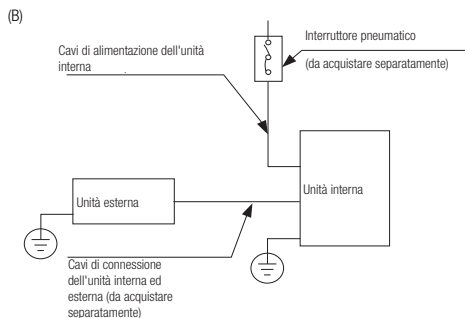 (B)
Interruttore pneumatico
(da acquistare separatamente)
Cavi di alimentazione dell'unità
interna
Unità esterna
Unità interna
Cavi di connessione
dell'unità interna ed
esterna (da acquistare
separatamente)